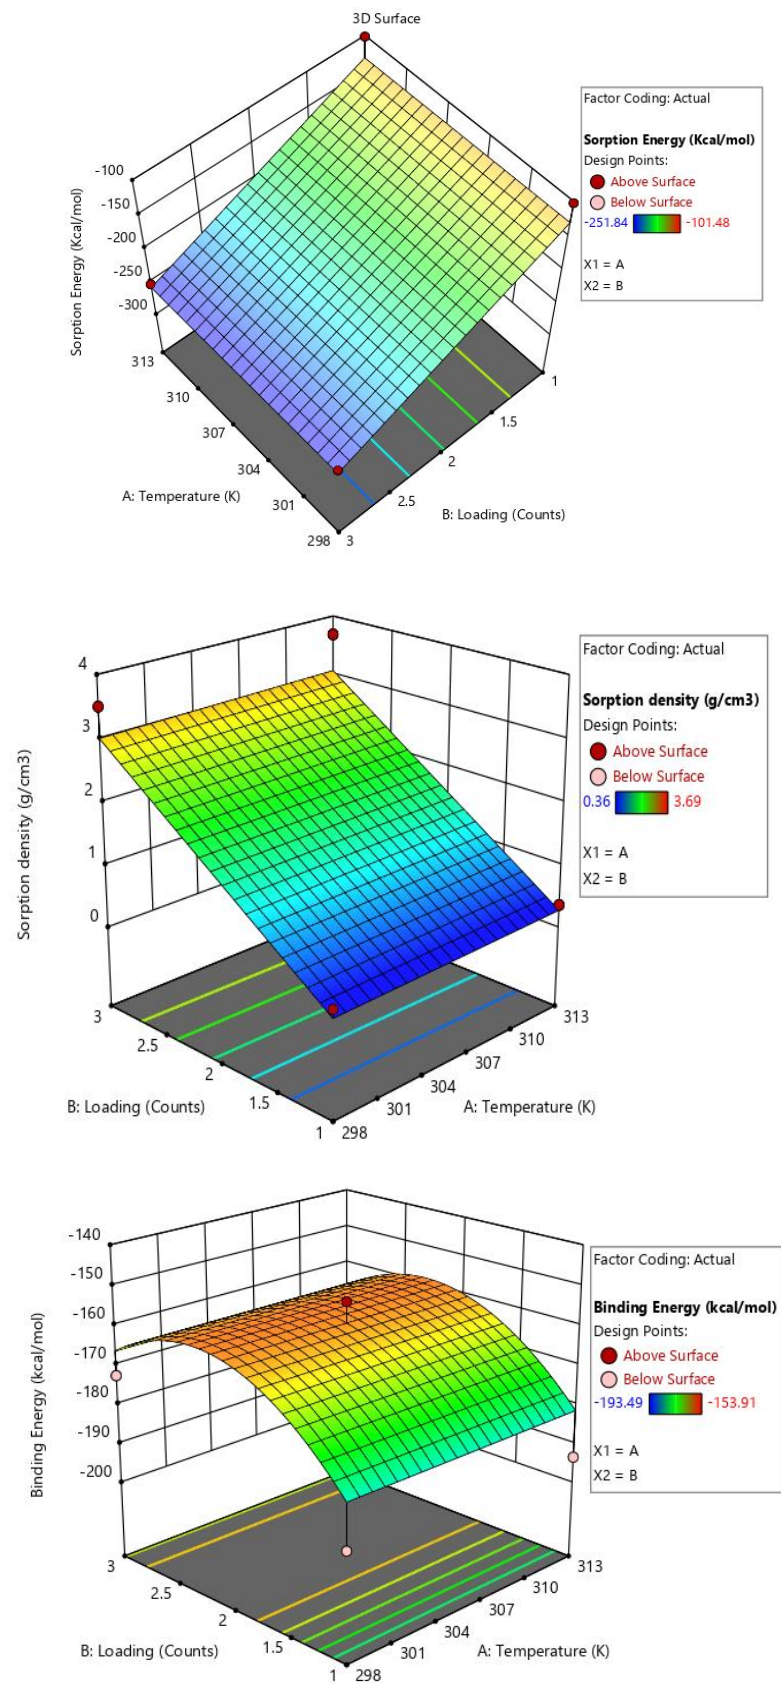 3D Surface
Factor Coding: Actual
Sorption Energy (Kcal/mol)
Design Points:
Above Surface
Below Surface
-251.84 -101.48
X1 = A
X2 = B
Sorption Energy (Kcal/mol)
-100
-150
-200
-250
-300
313
310
307
304
301
298
A: Temperature (K)
3
2.5
2
1.5
1
B: Loading (Counts)
Factor Coding: Actual
Sorption density (g/cm3)
Design Points:
Above Surface
Below Surface
0.36 3.69
X1 = A
X2 = B
Sorption density (g/cm3)
4
3
2
1
0
3
2.5
2
1.5
1
B: Loading (Counts)
298
301
304
307
310
313
A: Temperature (K)
Factor Coding: Actual
Binding Energy (kcal/mol)
Design Points:
Above Surface
Below Surface
-193.49 -153.91
X1 = A
X2 = B
Binding Energy (kcal/mol)
-140
-150
-160
-170
-180
-190
-200
3
2.5
2
1.5
1
B: Loading (Counts)
298
301
304
307
310
313
A: Temperature (K)